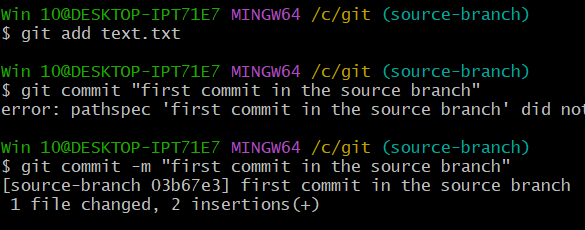 Win 10@DESKTOP-IPT71E7 MINGW64 /c/git (source-branch)
$ git add text.txt
Win 10@DESKTOP-IPT71E7 MINGW64 /c/git (source-branch)
$ git commit "first commit in the source branch"
error: pathspec 'first commit in the source branch' did not
Win 10@DESKTOP-IPT71E7 MINGW64 /c/git (source-branch)
$ git commit -m "first commit in the source branch"
[source-branch 03b67e3] first commit in the source branch
1 file changed, 2 insertions(+)